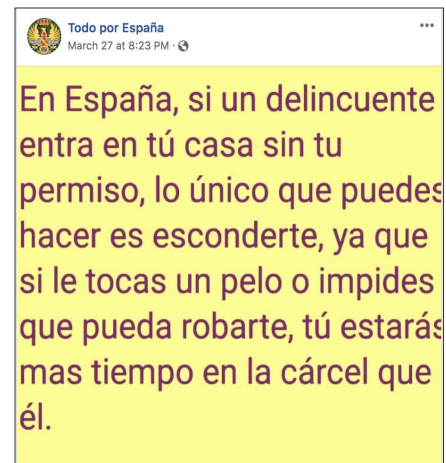 Todo por España
March 27 at 8:23 PM ·
En España, si un delincuente
entra en tú casa sin tu
permiso, lo único que puedes
hacer es esconderte, ya que
si le tocas un pelo o impides
que pueda robarte, tú estarás
mas tiempo en la cárcel que
él.